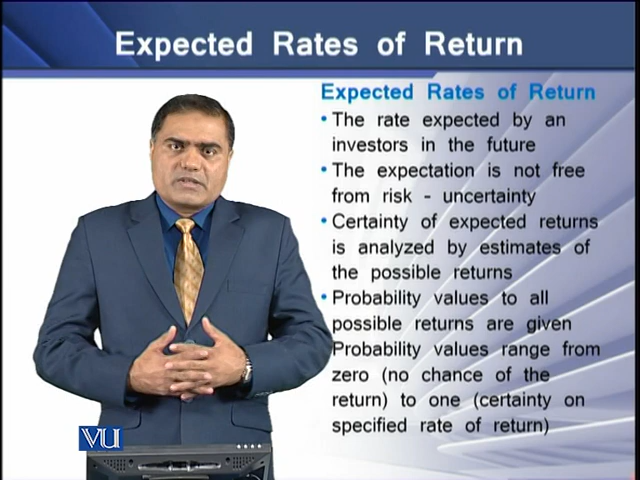 Expected Rates of Return
Expected Rates of Return
• The rate expected by an
investors in the future
• The expectation is not free
from risk - uncertainty
• Certainty of expected returns
is analyzed by estimates of
the possible returns
• Probability values to all
possible returns are given
Probability values range from
zero (no chance of the
return) to one (certainty on
specified rate of return)
VU